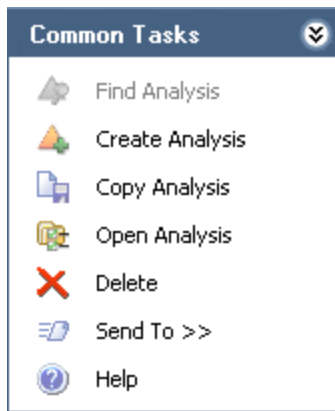 Common Tasks
Find Analysis
Create Analysis
Copy Analysis
Open Analysis
Delete
Send To >>
Help